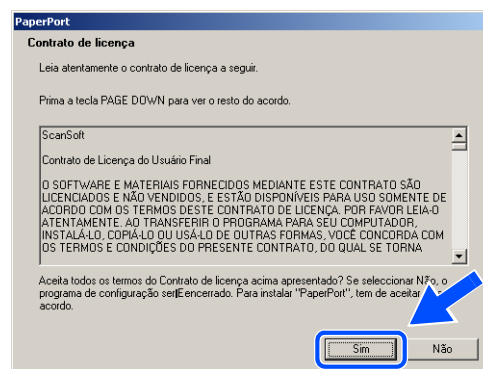 PaperPort
Contrato de licença
Leia atentamente o contrato de licença a seguir.
Prima a tecla PAGE DOWN para ver o resto do acordo.
ScanSoft
Contrato de Licença do Usuário Final
O SOFTWARE E MATERIAIS FORNECIDOS MEDIANTE ESTE CONTRATO SÃO
LICENCIADOS E NÃO VENDIDOS, E ESTÃO DISPONÍVEIS PARA USO SOMENTE DE
ACORDO COM OS TERMOS DESTE CONTRATO DE LICENÇA. POR FAVOR LEIA-O
ATENTAMENTE. AO TRANSFERIR O PROGRAMA PARA SEU COMPUTADOR,
INSTALÁ-LO, COPIÁ-LO OU USÁ-LO DE OUTRAS FORMAS, VOCÊ CONCORDA COM
OS TERMOS E CONDIÇÕES DO PRESENTE CONTRATO, DO QUAL SE TORNA
Aceita todos os termos do Contrato de licença acima apresentado? Se seleccionar Não, o
programa de configuração será encerrado. Para instalar "PaperPort", tem de aceitar
acordo.
Sim
Não